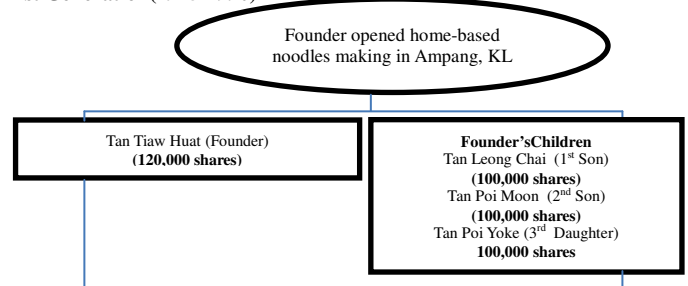 Founder opened home-based
noodles making in Ampang, KL
Tan Tiaw Huat (Founder)
(120,000 shares)
Founder'sChildren
Tan Leong Chai (1st Son)
(100,000 shares)
Tan Poi Moon (2nd Son)
(100,000 shares)
Tan Poi Yoke (3rd Daughter)
100,000 shares